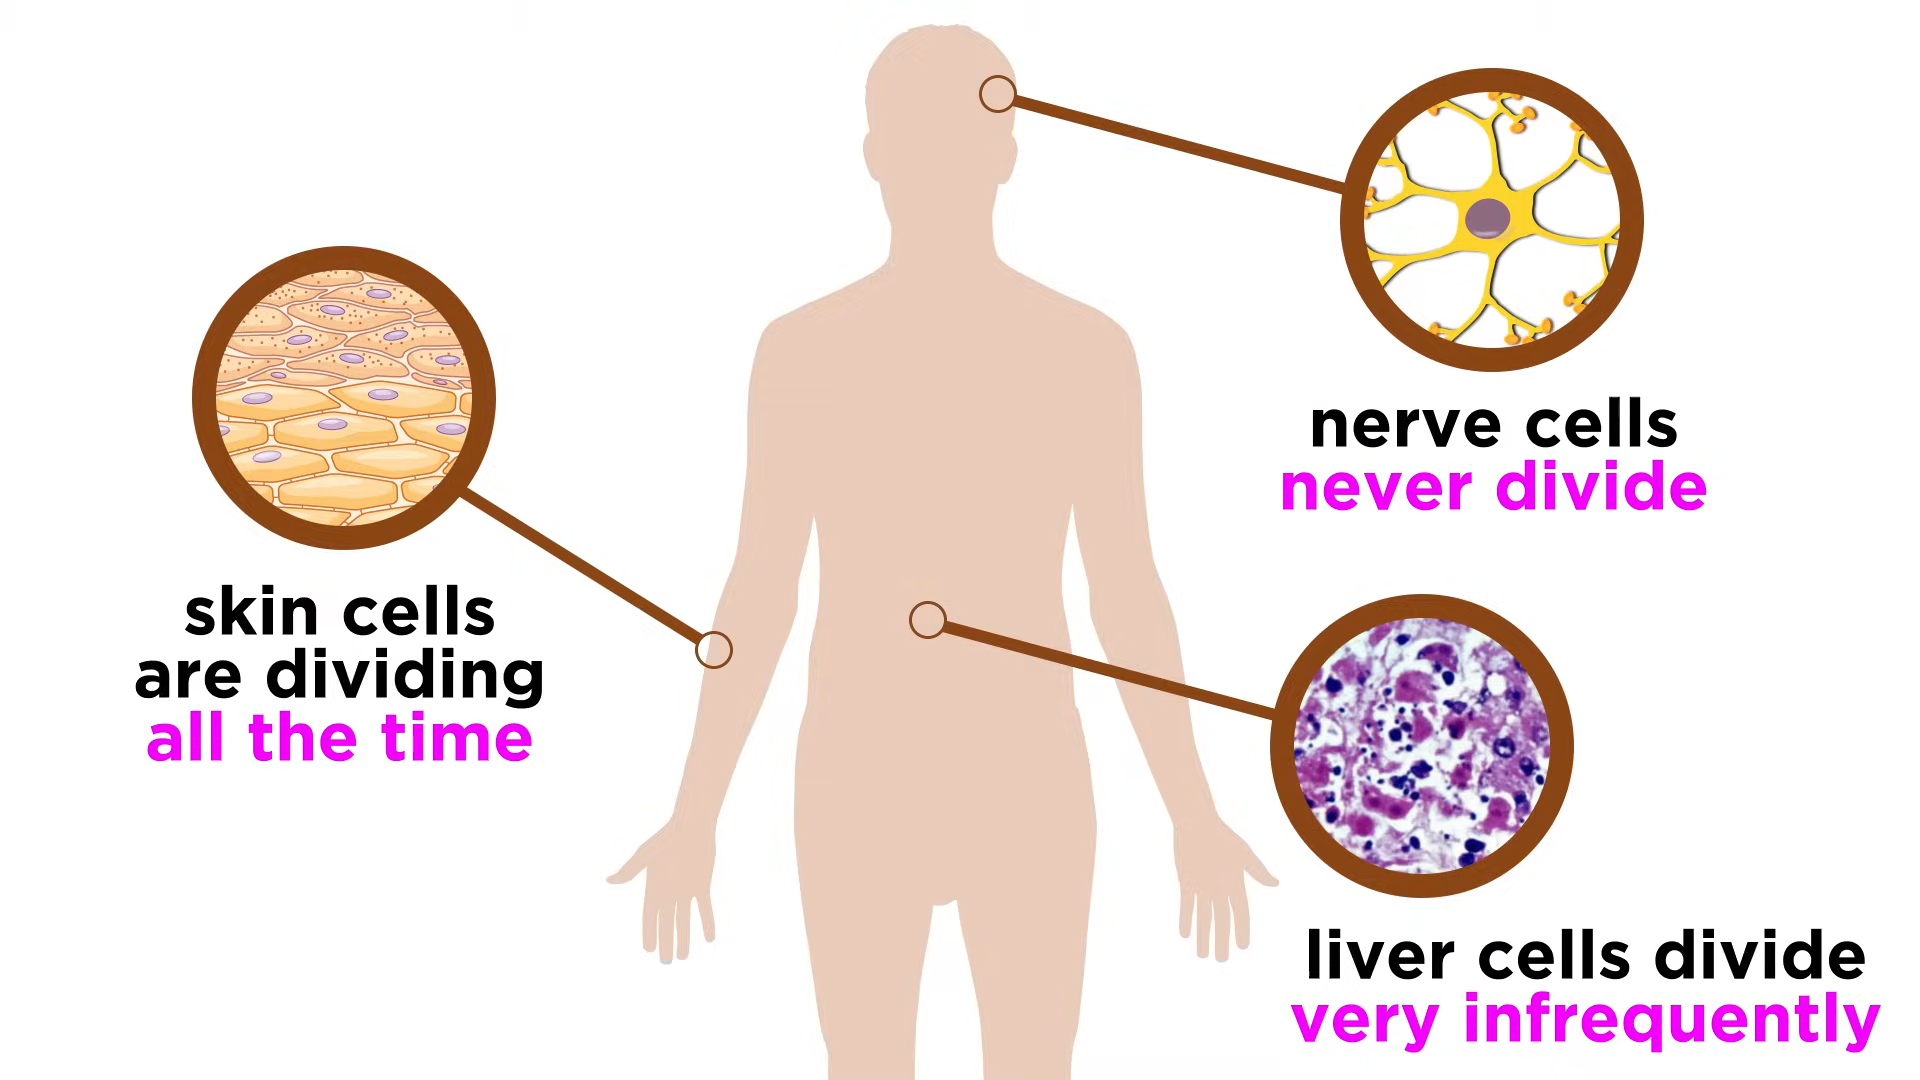 skin cells
are dividing
all the time
nerve cells
never divide
liver cells divide
very infrequently